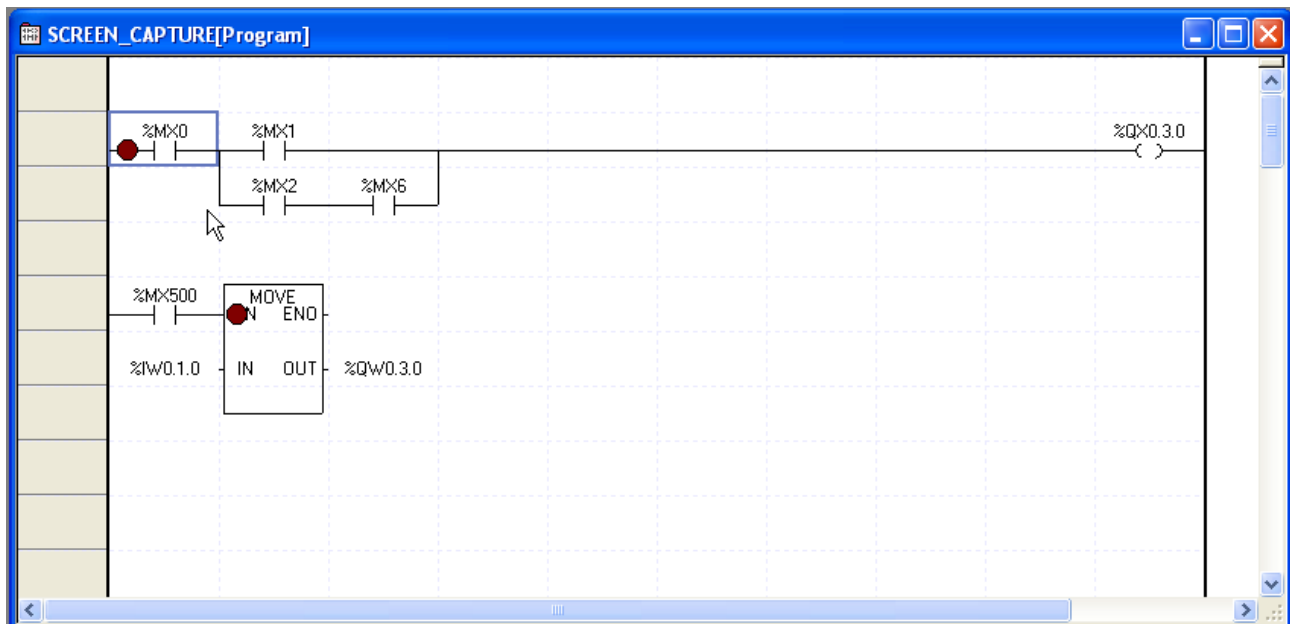 SCREEN_CAPTURE[Program]
%MX0 %MX1 %QX0.3.0
%MX2 %MX6
%MX500 MOVE
N ENO
%IW0.1.0 IN OUT %QW0.3.0